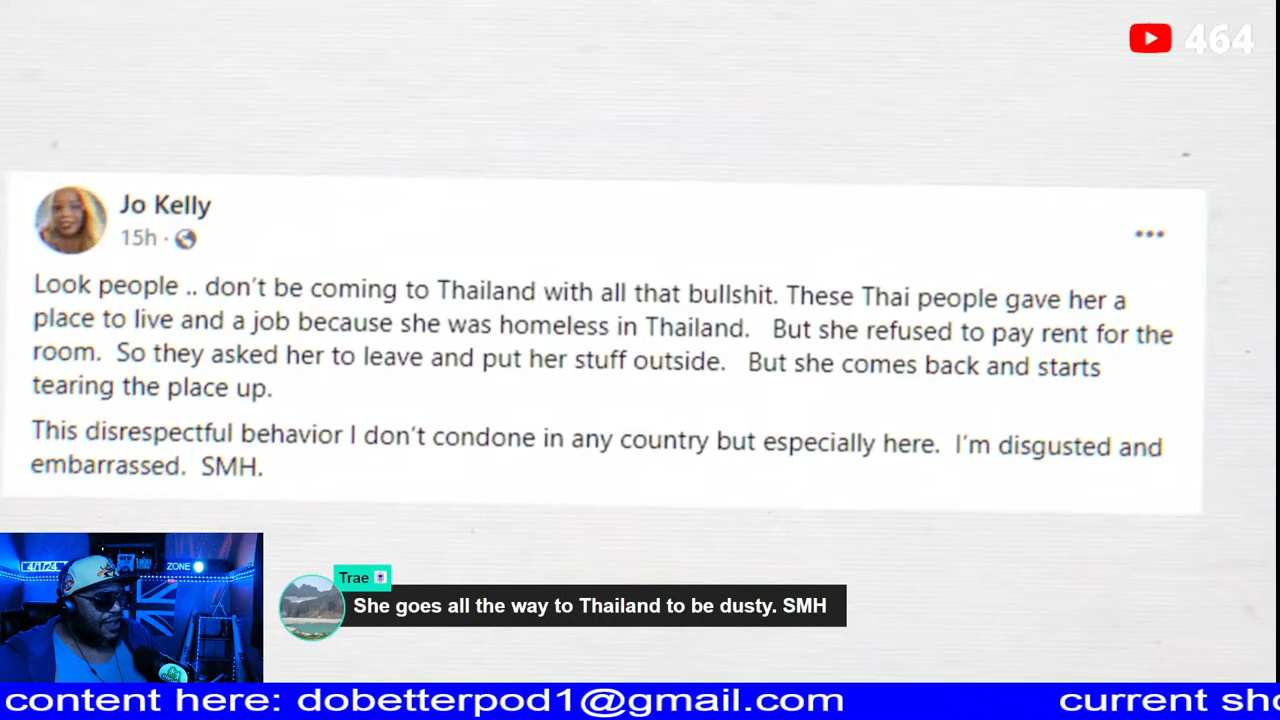 464
Jo Kelly
15h ·
Look people .. don't be coming to Thailand with all that bullshit. These Thai people gave her a
place to live and a job because she was homeless in Thailand. But she refused to pay rent for the
room. So they asked her to leave and put her stuff outside. But she comes back and starts
tearing the place up.
This disrespectful behavior I don't condone in any country but especially here. I'm disgusted and
embarrassed. SMH.
4/1/24
ZONE
Trae
She goes all the way to Thailand to be dusty. SMH
content here: dobetterpod1@gmail.com
current sho